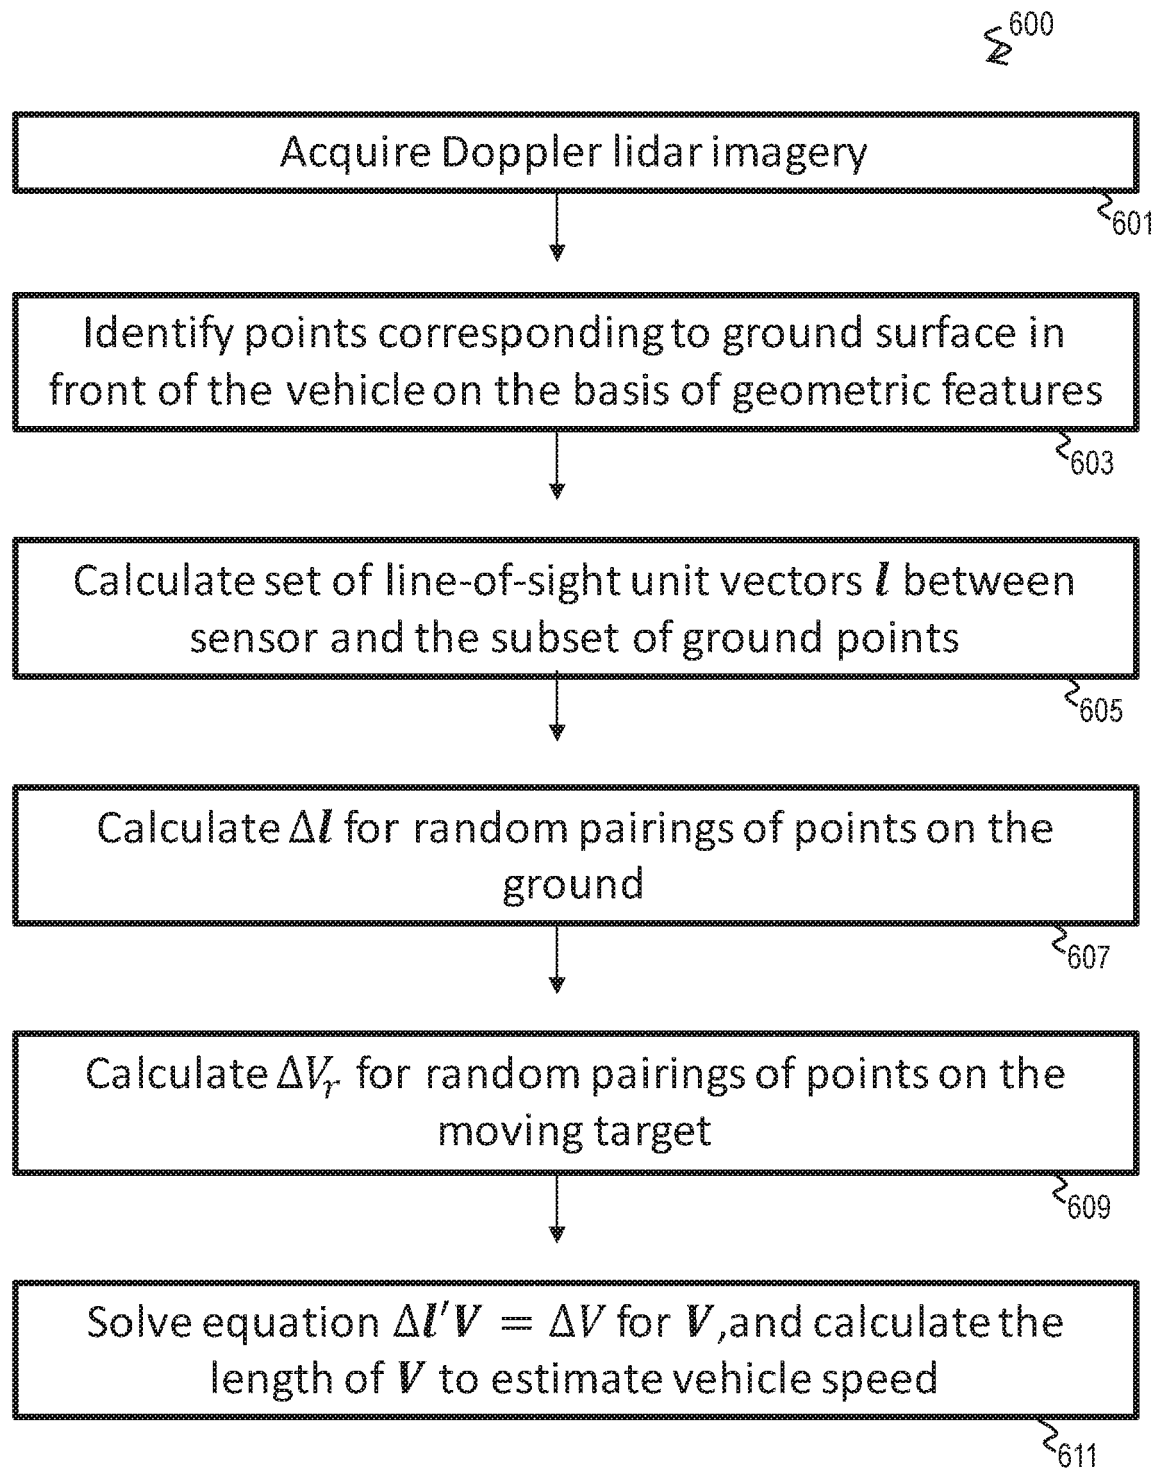 600
Acquire Doppler lidar imagery
601
Identify points corresponding to ground surface in
front of the vehicle on the basis of geometric features
603
Calculate set of line-of-sight unit vectors l between
sensor and the subset of ground points
605
Calculate Δl for random pairings of points on the
ground
607
Calculate ΔVr for random pairings of points on the
moving target
609
Solve equation Δl′V = ΔV for V,and calculate the
length of V to estimate vehicle speed
611